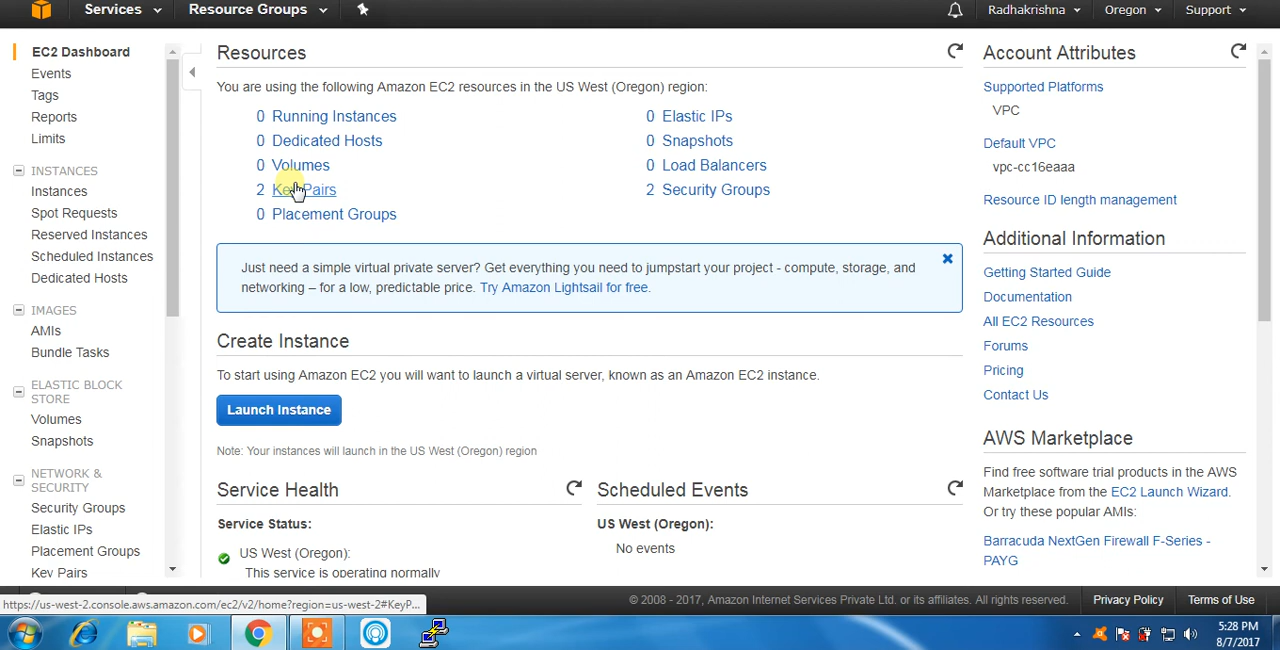 Services
Resource Groups
Radhakrishna
Oregon
Support
EC2 Dashboard
Events
Tags
Reports
Limits
INSTANCES
Instances
Spot Requests
Reserved Instances
Scheduled Instances
Dedicated Hosts
IMAGES
AMIs
Bundle Tasks
ELASTIC BLOCK
STORE
Volumes
Snapshots
NETWORK &
SECURITY
Security Groups
Elastic IPs
Placement Groups
Key Pairs
Resources
You are using the following Amazon EC2 resources in the US West (Oregon) region:
0 Running Instances
0 Elastic IPs
0 Dedicated Hosts
0 Snapshots
0 Volumes
0 Load Balancers
2 Key Pairs
2 Security Groups
0 Placement Groups
Just need a simple virtual private server? Get everything you need to jumpstart your project - compute, storage, and
networking – for a low, predictable price. Try Amazon Lightsail for free.
Create Instance
To start using Amazon EC2 you will want to launch a virtual server, known as an Amazon EC2 instance.
Launch Instance
Note: Your instances will launch in the US West (Oregon) region
Service Health
Service Status:
US West (Oregon):
This service is operating normally
Scheduled Events
US West (Oregon):
No events
Account Attributes
Supported Platforms
VPC
Default VPC
vpc-cc16eaaa
Resource ID length management
Additional Information
Getting Started Guide
Documentation
All EC2 Resources
Forums
Pricing
Contact Us
AWS Marketplace
Find free software trial products in the AWS
Marketplace from the EC2 Launch Wizard.
Or try these popular AMIs:
Barracuda NextGen Firewall F-Series -
PAYG
https://us-west-2.console.aws.amazon.com/ec2/v2/home?region=us-west-2#KeyP...
© 2008 - 2017, Amazon Internet Services Private Ltd. or its affiliates. All rights reserved.
Privacy Policy
Terms of Use
5:28 PM
8/7/2017